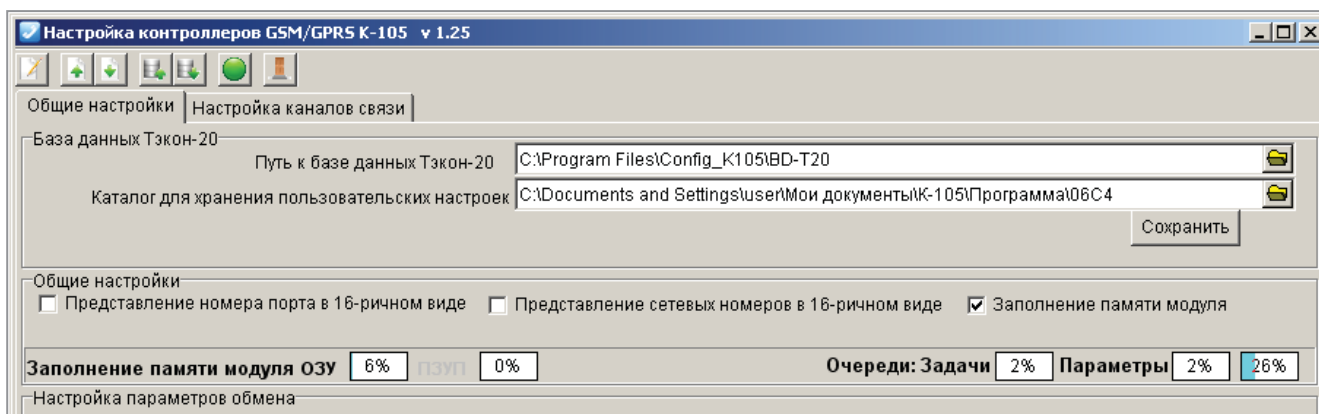 Настройка контроллеров GSM/GPRS K-105 v 1.25
Общие настройки Настройка каналов связи
База данных Тэкон-20
Путь к базе данных Тэкон-20 C:\Program Files\Config_K105\BD-T20
Каталог для хранения пользовательских настроек C:\Documents and Settings\user\Мои документы\К-105\Программа\06C4
Сохранить
Общие настройки
Представление номера порта в 16-ричном виде Представление сетевых номеров в 16-ричном виде Заполнение памяти модуля
Заполнение памяти модуля ОЗУ 6% ПЗУП 0% Очереди: Задачи 2% Параметры 2% 26%
Настройка параметров обмена